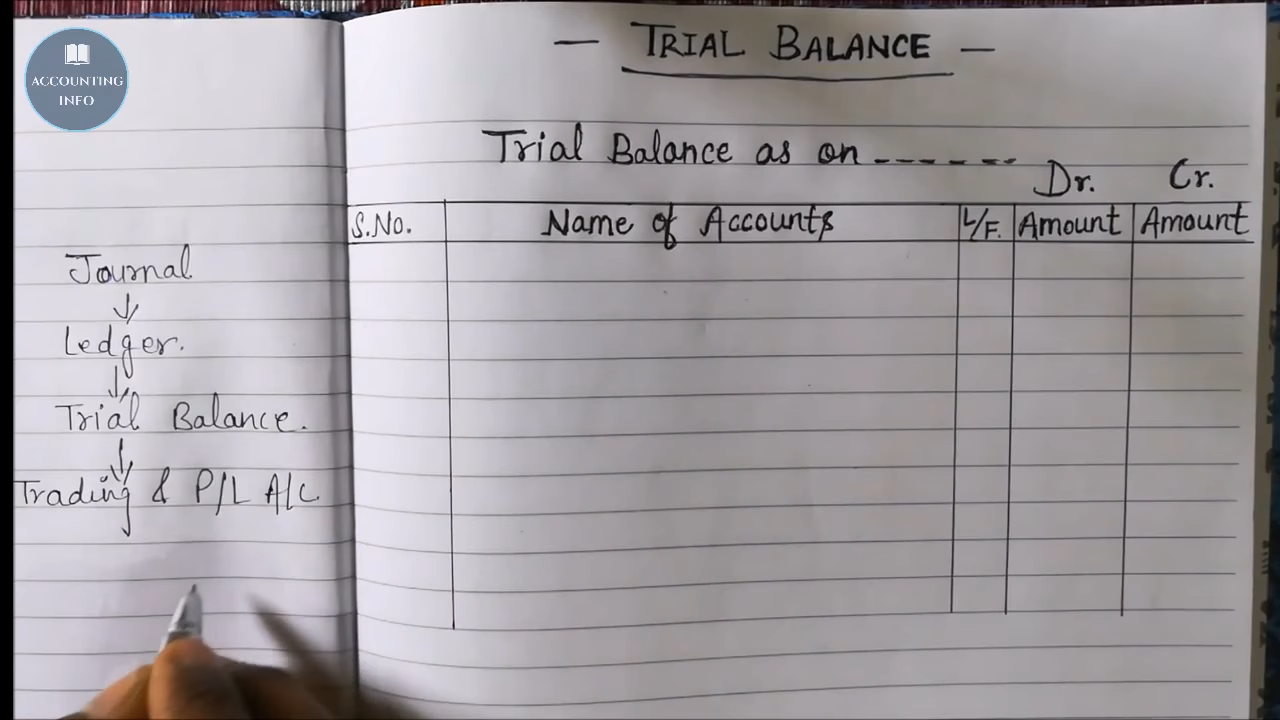 ACCOUNTING
INFO
— TRIAL BALANCE —
Trial Balance as on ------
Dr. Cr.
S.No. Name of Accounts L/F. Amount Amount
Journal
↓
Ledger.
↓
Trial Balance.
↓
Trading & P/L A/C.